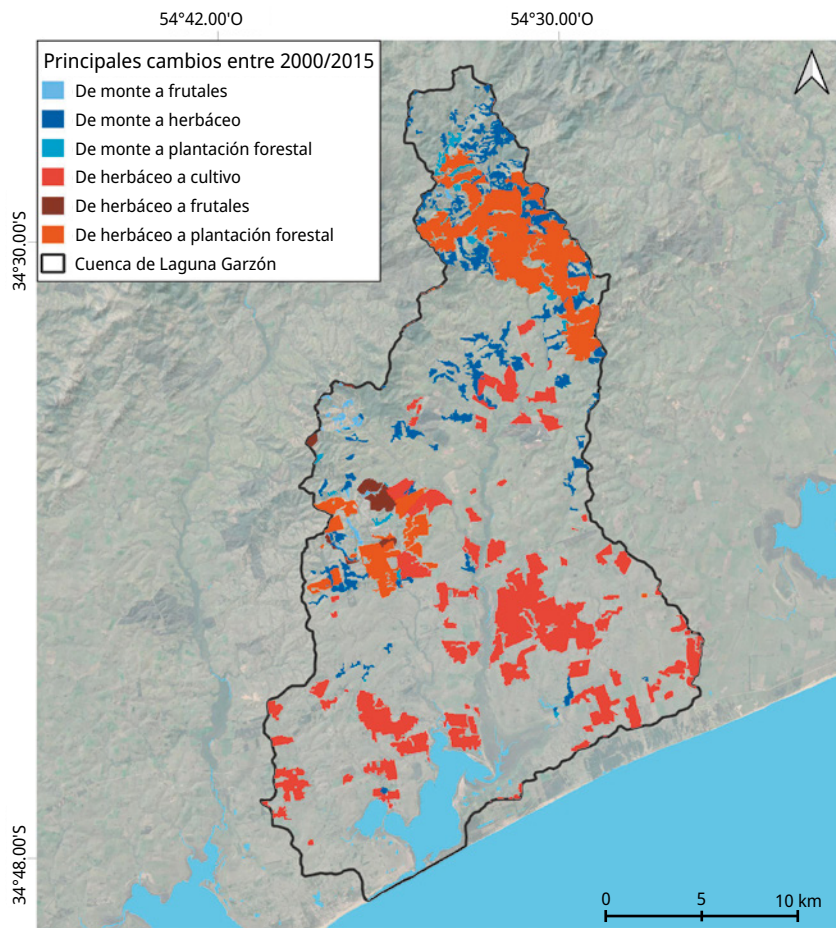 54°42.00'O
54°30.00'O
Principales cambios entre 2000/2015
De monte a frutales
De monte a herbáceo
De monte a plantación forestal
De herbáceo a cultivo
De herbáceo a frutales
De herbáceo a plantación forestal
Cuenca de Laguna Garzón
34°30.00'S
34°48.00'S
0 5 10 km